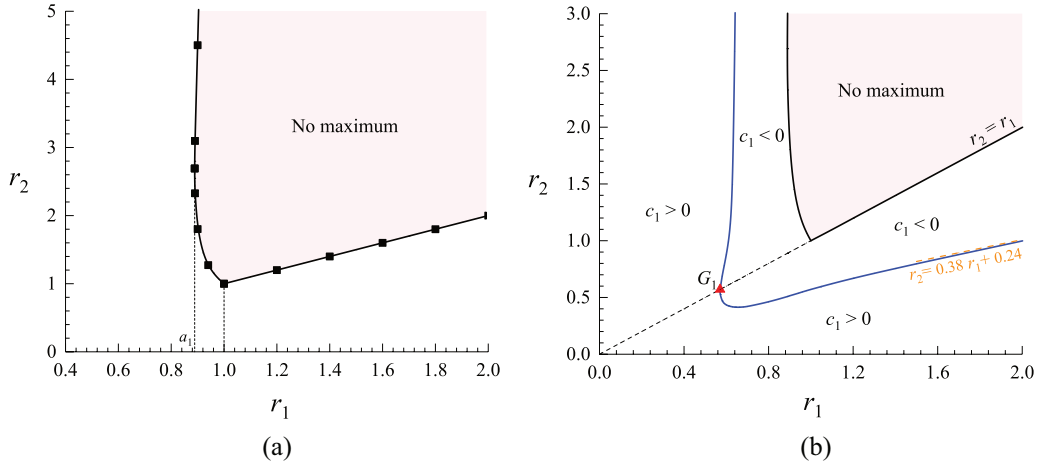 5
4
3
2
1
0
r2
No maximum
a1
0.4 0.6 0.8 1.0 1.2 1.4 1.6 1.8 2.0
r1
(a)
3.0
2.5
2.0
1.5
1.0
0.5
0.0
r2
No maximum
r2 = r1
c1 < 0
c1 > 0
c1 < 0
r2 = 0.38 r1 + 0.24
G1
c1 > 0
0.0 0.4 0.8 1.2 1.6 2.0
r1
(b)